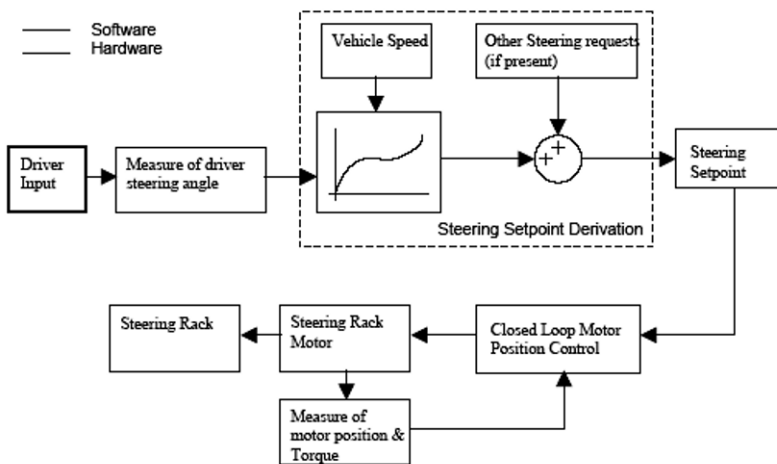 Software
Hardware
Vehicle Speed
Other Steering requests
(if present)
Driver
Input
Measure of driver
steering angle
+
+
Steering
Setpoint
Steering Setpoint Derivation
Steering Rack
Steering Rack
Motor
Closed Loop Motor
Position Control
Measure of
motor position &
Torque